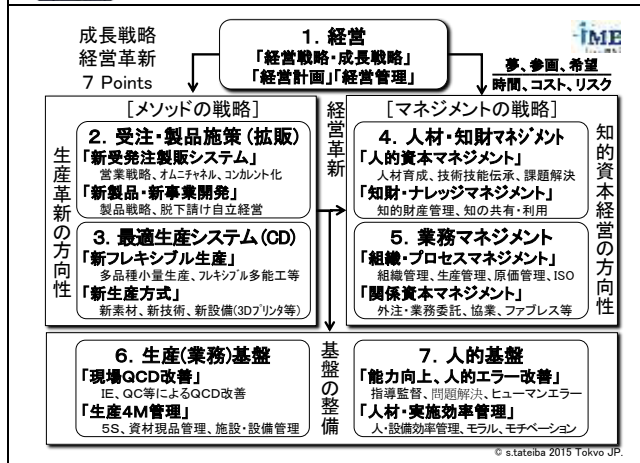 成長戦略
経営革新
7 Points
1. 経営
「経営戦略・成長戦略」
「経営計画」「経営管理」
iME
夢、参画、希望
時間、コスト、リスク
[メソッドの戦略]
生産革新の方向性
2. 受注・製品施策(拡販)
「新受発注製販システム」
営業戦略、オムニチャネル、コンカレント化
「新製品・新事業開発」
製品戦略、脱下請け自立経営
3. 最適生産システム(CD)
「新フレキシブル生産」
多品種小量生産、フレキシブル多能工等
「新生産方式」
新素材、新技術、新設備(3Dプリンタ等)
経営革新
[マネジメントの戦略]
4. 人材・知財マネジメント
「人的資本マネジメント」
人材育成、技術技能伝承、課題解決
「知財・ナレッジマネジメント」
知的財産管理、知の共有・利用
5. 業務マネジメント
「組織・プロセスマネジメント」
組織管理、生産管理、原価管理、ISO
「関係資本マネジメント」
外注・業務委託、協業、ファブレス等
知的資本経営の方向性
6. 生産(業務)基盤
「現場QCD改善」
IE、QC等によるQCD改善
「生産4M管理」
5S、資材現品管理、施設・設備管理
基盤の整備
7. 人的基盤
「能力向上、人的エラー改善」
指導監督、問題解決、ヒューマンエラー
「人材・実施効率管理」
人・設備効率管理、モラル、モチベーション
© s.tateiba 2015 Tokyo JP.